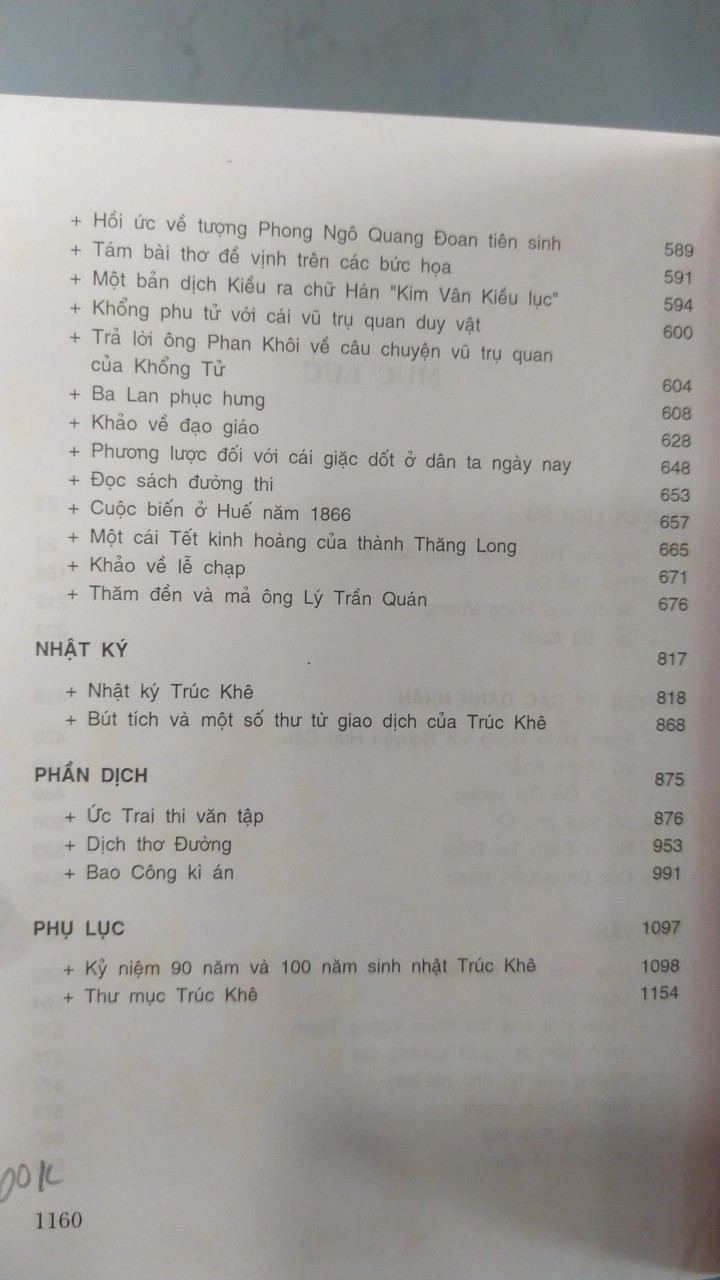 + Hồi ức về tượng Phong Ngô Quang Đoan tiên sinh 589
+ Tám bài thơ đề vịnh trên các bức họa 591
+ Một bản dịch Kiều ra chữ Hán "Kim Vân Kiều lục" 594
+ Khổng phu tử với cái vũ trụ quan duy vật 600
+ Trả lời ông Phan Khôi về câu chuyện vũ trụ quan
của Khổng Tử 604
+ Ba Lan phục hưng 608
+ Khảo về đạo giáo 628
+ Phương lược đối với cái giặc dốt ở dân ta ngày nay 648
+ Đọc sách đường thi 653
+ Cuộc biến ở Huế năm 1866 657
+ Một cái Tết kinh hoàng của thành Thăng Long 665
+ Khảo về lễ chạp 671
+ Thăm đền và mả ông Lý Trần Quán 676
NHẬT KÝ 817
+ Nhật ký Trúc Khê 818
+ Bút tích và một số thư từ giao dịch của Trúc Khê 868
PHẦN DỊCH 875
+ Ức Trai thi văn tập 876
+ Dịch thơ Đường 953
+ Bao Công kì án 991
PHỤ LỤC 1097
+ Kỷ niệm 90 năm và 100 năm sinh nhật Trúc Khê 1098
+ Thư mục Trúc Khê 1154
00K
1160